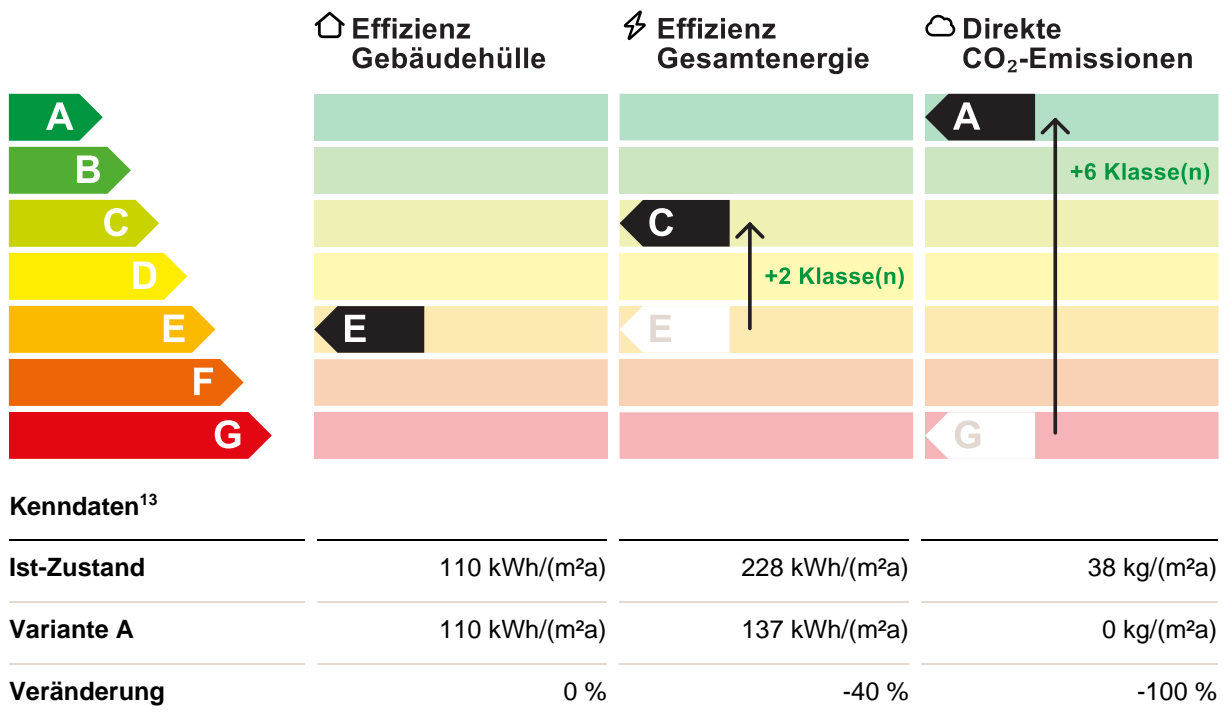 Effizienz
Gebäudehülle
Effizienz
Gesamtenergie
Direkte
CO₂-Emissionen
A
B
C
D
E
F
G
E
C
+2 Klasse(n)
E
A
+6 Klasse(n)
G
Kenndaten¹³
Ist-Zustand 110 kWh/(m²a) 228 kWh/(m²a) 38 kg/(m²a)
Variante A 110 kWh/(m²a) 137 kWh/(m²a) 0 kg/(m²a)
Veränderung 0 % -40 % -100 %